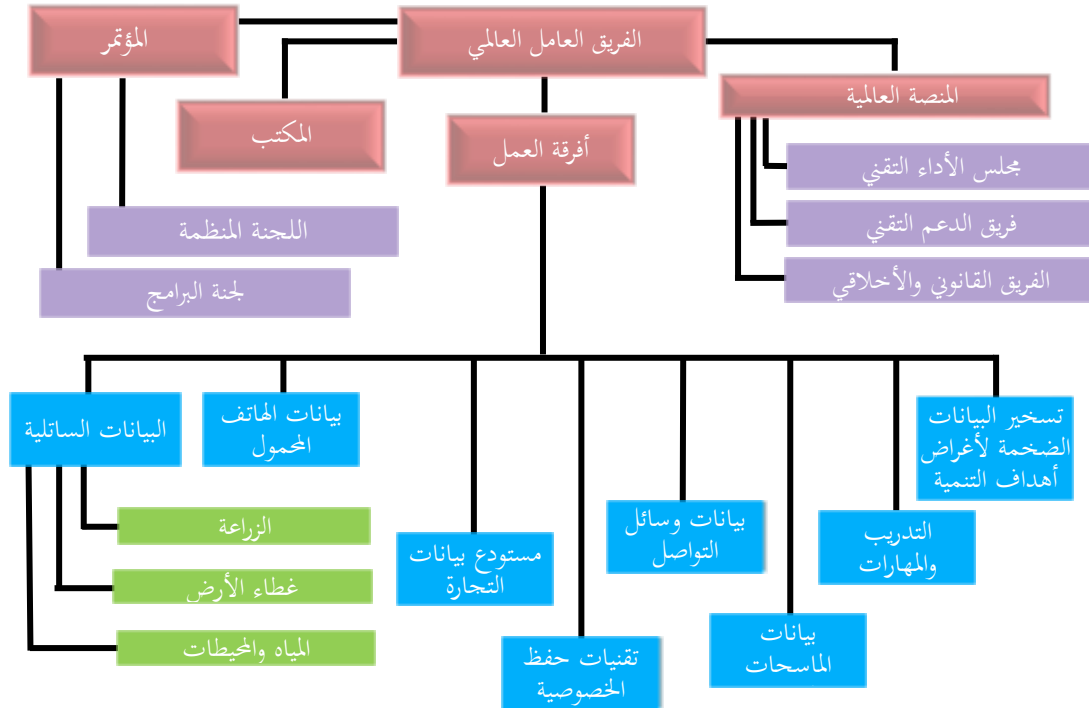 الفريق العامل العالمي
المؤتمر
المنصة العالمية
المكتب
أفرقة العمل
مجلس الأداء التقني
فريق الدعم التقني
الفريق القانوني والأخلاقي
اللجنة المنظمة
لجنة البرامج
تسخير البيانات
الضخمة لأغراض
أهداف التنمية
التدريب
والمهارات
بيانات
الماسحات
بيانات وسائل
التواصل
تقنيات حفظ
الخصوصية
مستودع بيانات
التجارة
بيانات الهاتف
المحمول
البيانات الساتلية
الزراعة
غطاء الأرض
المياه والمحيطات